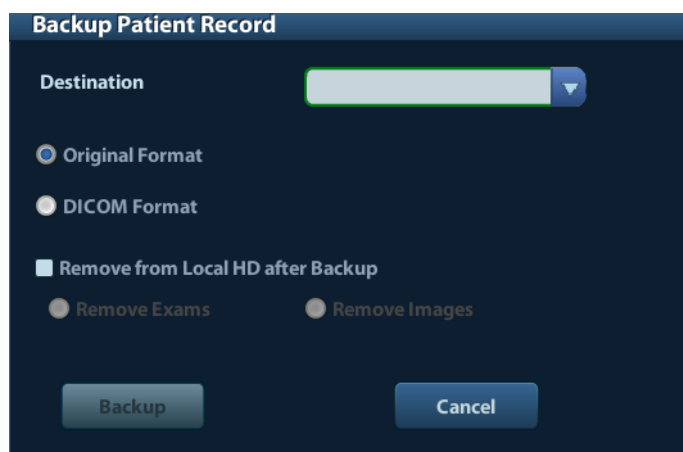 Backup Patient Record
Destination
Original Format
DICOM Format
Remove from Local HD after Backup
Remove Exams Remove Images
Backup Cancel